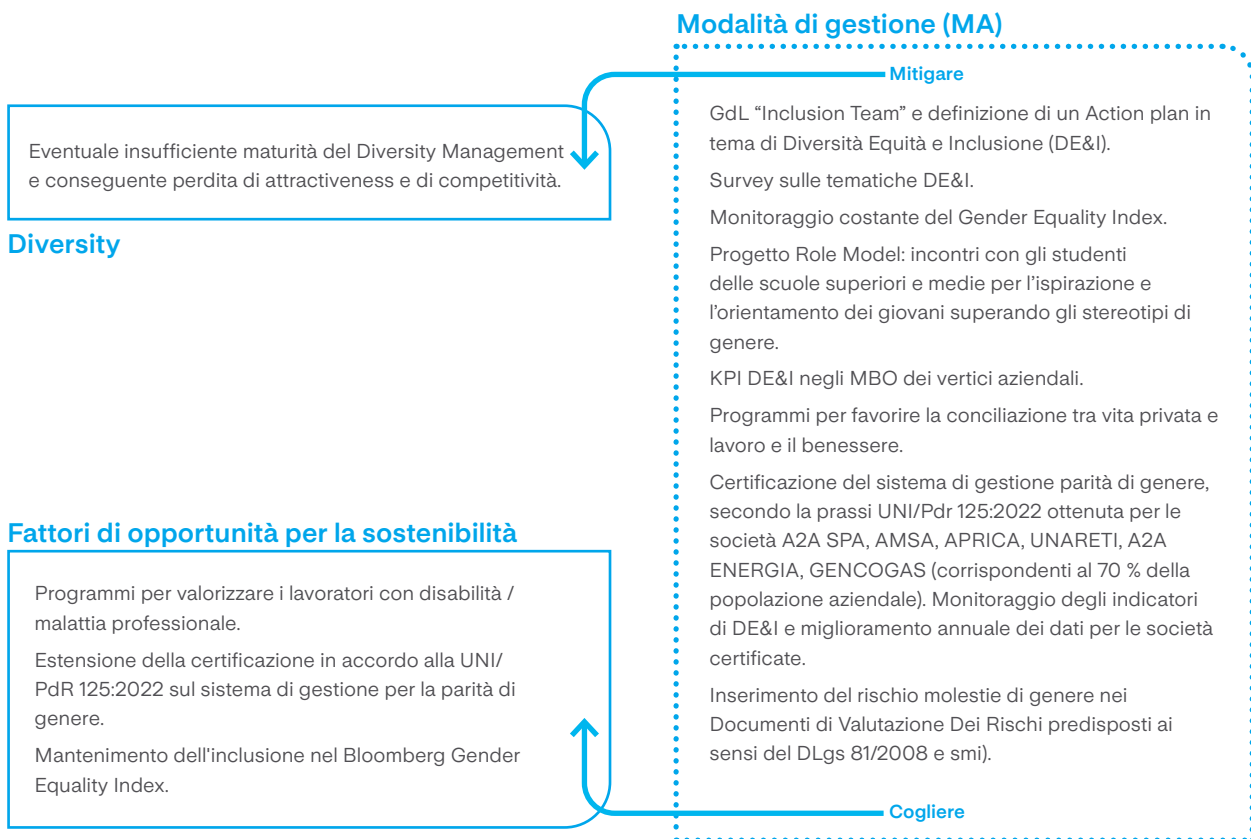 Eventuale insufficiente maturità del Diversity Management
e conseguente perdita di attractiveness e di competitività.
Diversity
Fattori di opportunità per la sostenibilità
Programmi per valorizzare i lavoratori con disabilità /
malattia professionale.
Estensione della certificazione in accordo alla UNI/
PdR 125:2022 sul sistema di gestione per la parità di
genere.
Mantenimento dell'inclusione nel Bloomberg Gender
Equality Index.
Modalità di gestione (MA)
Mitigare
GdL “Inclusion Team” e definizione di un Action plan in
tema di Diversità Equità e Inclusione (DE&I).
Survey sulle tematiche DE&I.
Monitoraggio costante del Gender Equality Index.
Progetto Role Model: incontri con gli studenti
delle scuole superiori e medie per l’ispirazione e
l’orientamento dei giovani superando gli stereotipi di
genere.
KPI DE&I negli MBO dei vertici aziendali.
Programmi per favorire la conciliazione tra vita privata e
lavoro e il benessere.
Certificazione del sistema di gestione parità di genere,
secondo la prassi UNI/Pdr 125:2022 ottenuta per le
società A2A SPA, AMSA, APRICA, UNARETI, A2A
ENERGIA, GENCOGAS (corrispondenti al 70 % della
popolazione aziendale). Monitoraggio degli indicatori
di DE&I e miglioramento annuale dei dati per le società
certificate.
Inserimento del rischio molestie di genere nei
Documenti di Valutazione Dei Rischi predisposti ai
sensi del DLgs 81/2008 e smi).
Cogliere